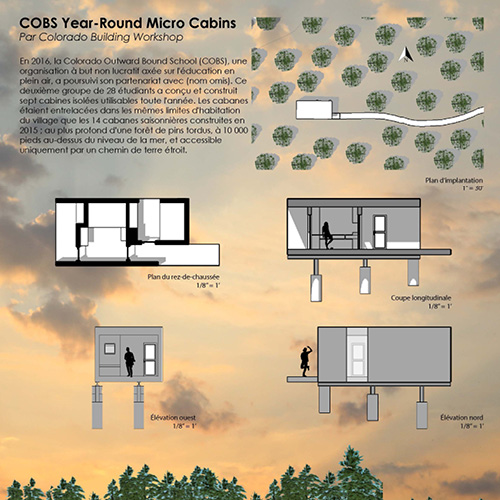 COBS Year-Round Micro Cabins
Par Colorado Building Workshop
En 2016, la Colorado Outward Bound School (COBS), une
organisation à but non lucratif axée sur l'éducation en
plein air, a poursuivi son partenariat avec (nom omis). Ce
deuxième groupe de 28 étudiants a conçu et construit
sept cabines isolées utilisables toute l'année. Les cabanes
étaient entrelacées dans les mêmes limites d'habitation
du village que les 14 cabanes saisonnières construites en
2015 ; au plus profond d'une forêt de pins tordus, à 10 000
pieds au-dessus du niveau de la mer, et accessible
uniquement par un chemin de terre étroit.
Plan d'implantation
1" = 30'
Plan du rez-de-chaussée
1/8" = 1'
Coupe longitudinale
1/8" = 1'
Élévation ouest
1/8" = 1'
Élévation nord
1/8" = 1'